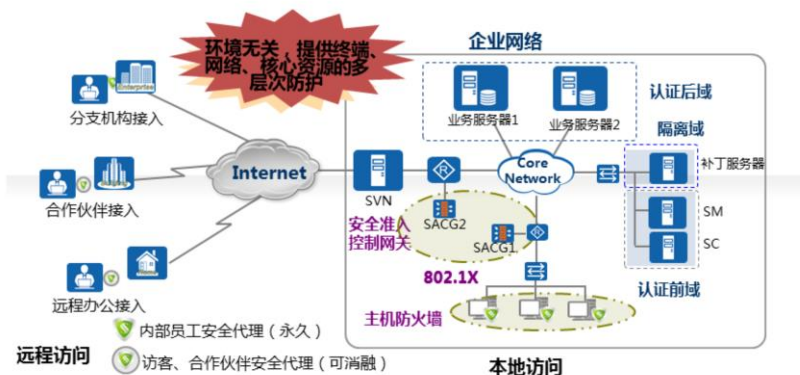 环境无关，提供终端、
网络、核心资源的多
层次防护
企业网络
Enterprise
分支机构接入
业务服务器1
业务服务器2
认证后域
隔离域
Internet
Core
Network
补丁服务器
SVN
合作伙伴接入
SACG2
安全准入
控制网关
SACG1
SM
SC
802.1X
认证前域
远程办公接入
主机防火墙
内部员工安全代理（永久）
远程访问
访客、合作伙伴安全代理（可消融）
本地访问